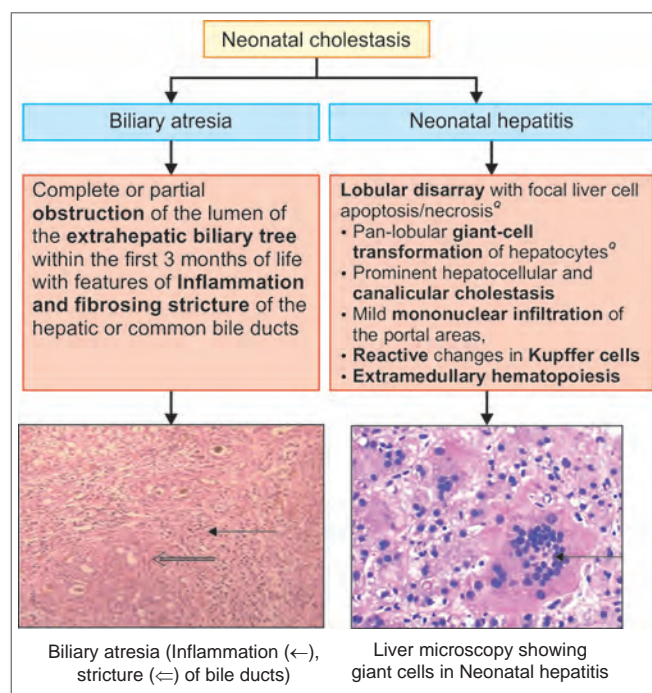 Neonatal cholestasis
Biliary atresia
Neonatal hepatitis
Complete or partial
obstruction of the lumen of
the extrahepatic biliary tree
within the first 3 months of life
with features of Inflammation
and fibrosing stricture of the
hepatic or common bile ducts
Lobular disarray with focal liver cell
apoptosis/necrosisQ
• Pan-lobular giant-cell
transformation of hepatocytesQ
• Prominent hepatocellular and
canalicular cholestasis
• Mild mononuclear infiltration of
the portal areas,
• Reactive changes in Kupffer cells
• Extramedullary hematopoiesis
Biliary atresia (Inflammation (←),
stricture (⇐) of bile ducts)
Liver microscopy showing
giant cells in Neonatal hepatitis